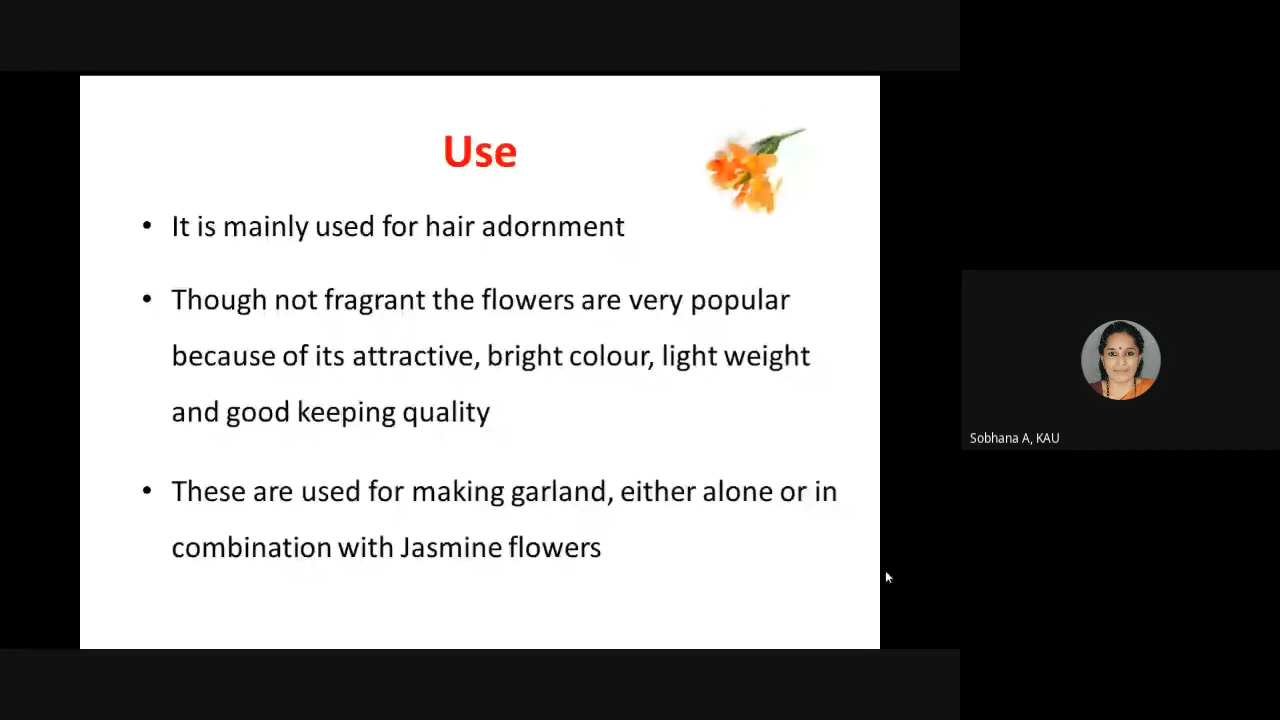 Use
• It is mainly used for hair adornment
• Though not fragrant the flowers are very popular
because of its attractive, bright colour, light weight
and good keeping quality
• These are used for making garland, either alone or in
combination with Jasmine flowers
Sobhana A, KAU